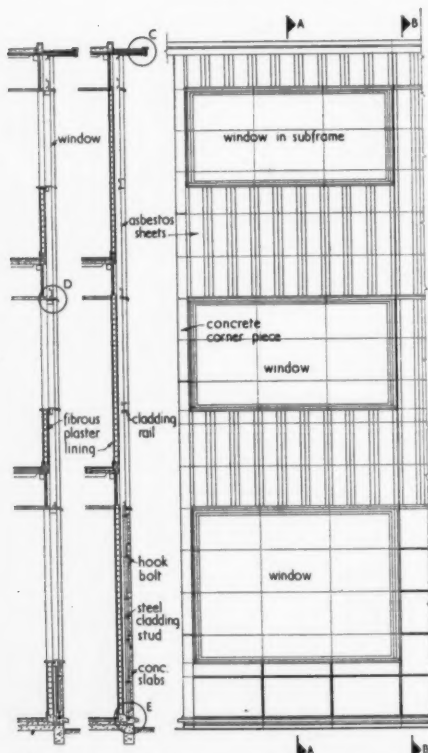 A
B
C
window in subframe
window
asbestos
sheets
D
concrete
corner piece
window
fibrous
plaster
lining
cladding
rail
hook
bolt
window
steel
cladding
stud
conc.
slabs
E
A
B